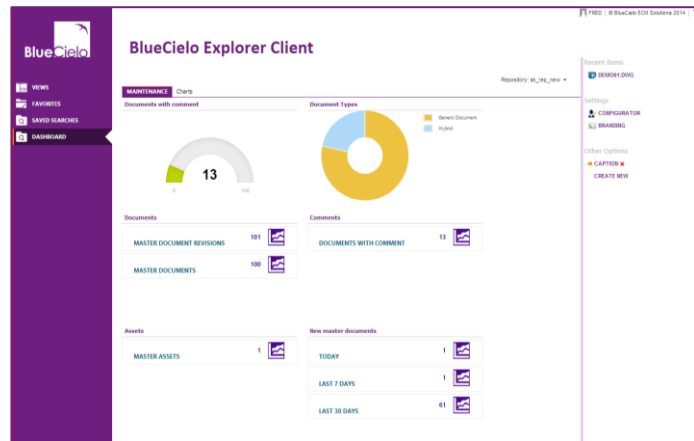 FRED | © BlueCielo ECM Solutions 2014 |
BlueCielo
BlueCielo Explorer Client
VIEWS
FAVORITES
SAVED SEARCHES
DASHBOARD
Repository: ab_rep_new
MAINTENANCE Charts
Documents with comment
13
0 100
Document Types
Generic Document
Hybrid
Documents
MASTER DOCUMENT REVISIONS 101
MASTER DOCUMENTS 100
Comments
DOCUMENTS WITH COMMENT 13
Assets
MASTER ASSETS 1
New master documents
TODAY 1
LAST 7 DAYS 1
LAST 30 DAYS 61
Recent Items
DEMO01.DWG
Settings
CONFIGURATOR
BRANDING
Other Options
CAPTION
CREATE NEW